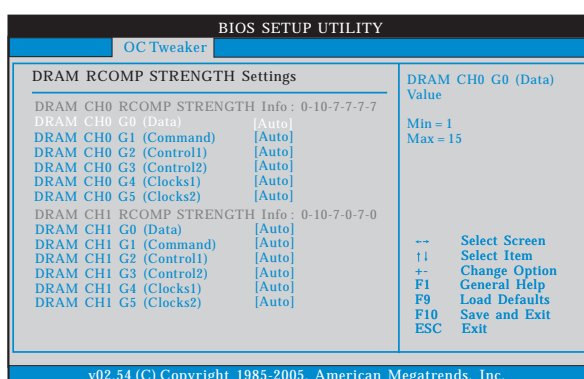 BIOS SETUP UTILITY
OC Tweaker
DRAM RCOMP STRENGTH Settings
DRAM CH0 RCOMP STRENGTH Info : 0-10-7-7-7-7
DRAM CH0 G0 (Data) [Auto]
DRAM CH0 G1 (Command) [Auto]
DRAM CH0 G2 (Control1) [Auto]
DRAM CH0 G3 (Control2) [Auto]
DRAM CH0 G4 (Clocks1) [Auto]
DRAM CH0 G5 (Clocks2) [Auto]
DRAM CH1 RCOMP STRENGTH Info : 0-10-7-0-7-0
DRAM CH1 G0 (Data) [Auto]
DRAM CH1 G1 (Command) [Auto]
DRAM CH1 G2 (Control1) [Auto]
DRAM CH1 G3 (Control2) [Auto]
DRAM CH1 G4 (Clocks1) [Auto]
DRAM CH1 G5 (Clocks2) [Auto]
DRAM CH0 G0 (Data)
Value
Min = 1
Max = 15
←→ Select Screen
↑↓ Select Item
+- Change Option
F1 General Help
F9 Load Defaults
F10 Save and Exit
ESC Exit
v02.54 (C) Copyright 1985-2005, American Megatrends, Inc.